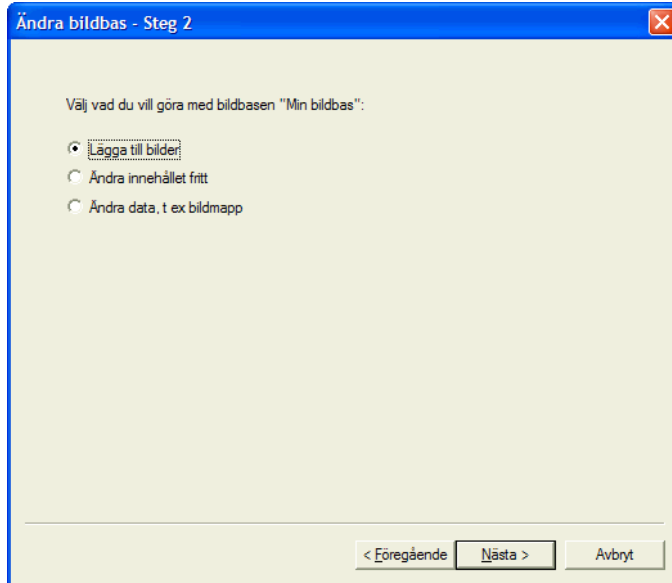 Ändra bildbas - Steg 2
Välj vad du vill göra med bildbasen "Min bildbas":
Lägga till bilder
Ändra innehållet fritt
Ändra data, t ex bildmapp
< Föregående Nästa > Avbryt